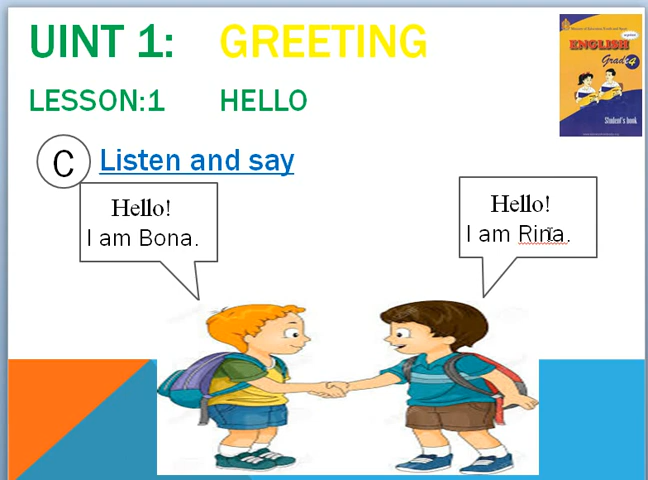 UINT 1: GREETING
ENGLISH
Grade 4
Student's book
LESSON:1 HELLO
C Listen and say
Hello!
I am Bona.
Hello!
I am Rina.